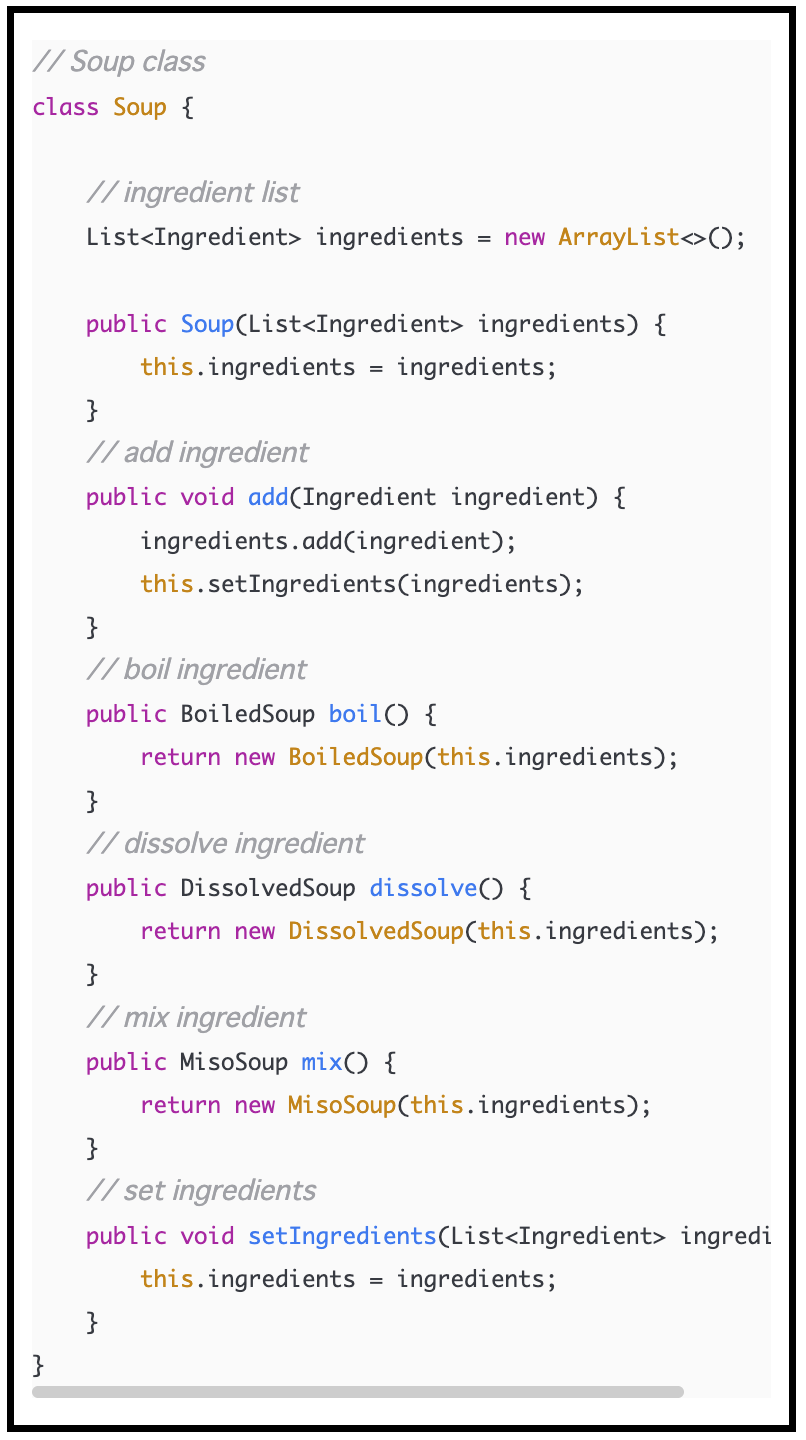 // Soup class
class Soup {
// ingredient list
List<Ingredient> ingredients = new ArrayList<>();
public Soup(List<Ingredient> ingredients) {
this.ingredients = ingredients;
}
// add ingredient
public void add(Ingredient ingredient) {
ingredients.add(ingredient);
this.setIngredients(ingredients);
}
// boil ingredient
public BoiledSoup boil() {
return new BoiledSoup(this.ingredients);
}
// dissolve ingredient
public DissolvedSoup dissolve() {
return new DissolvedSoup(this.ingredients);
}
// mix ingredient
public MisoSoup mix() {
return new MisoSoup(this.ingredients);
}
// set ingredients
public void setIngredients(List<Ingredient> ingredi
this.ingredients = ingredients;
}
}